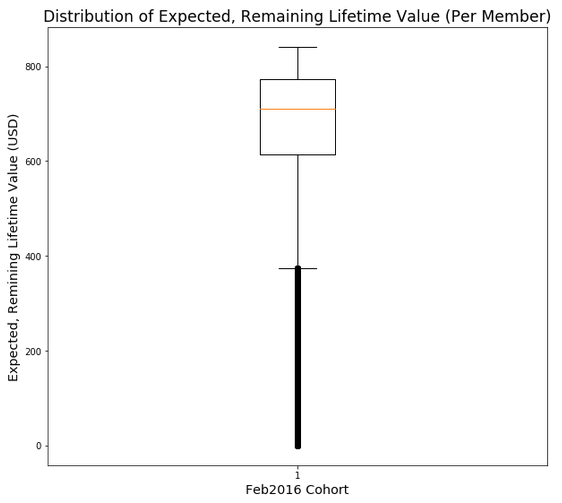 Distribution of Expected, Remaining Lifetime Value (Per Member)
Expected, Remining Lifetime Value (USD)
800
600
400
200
0
1
Feb2016 Cohort